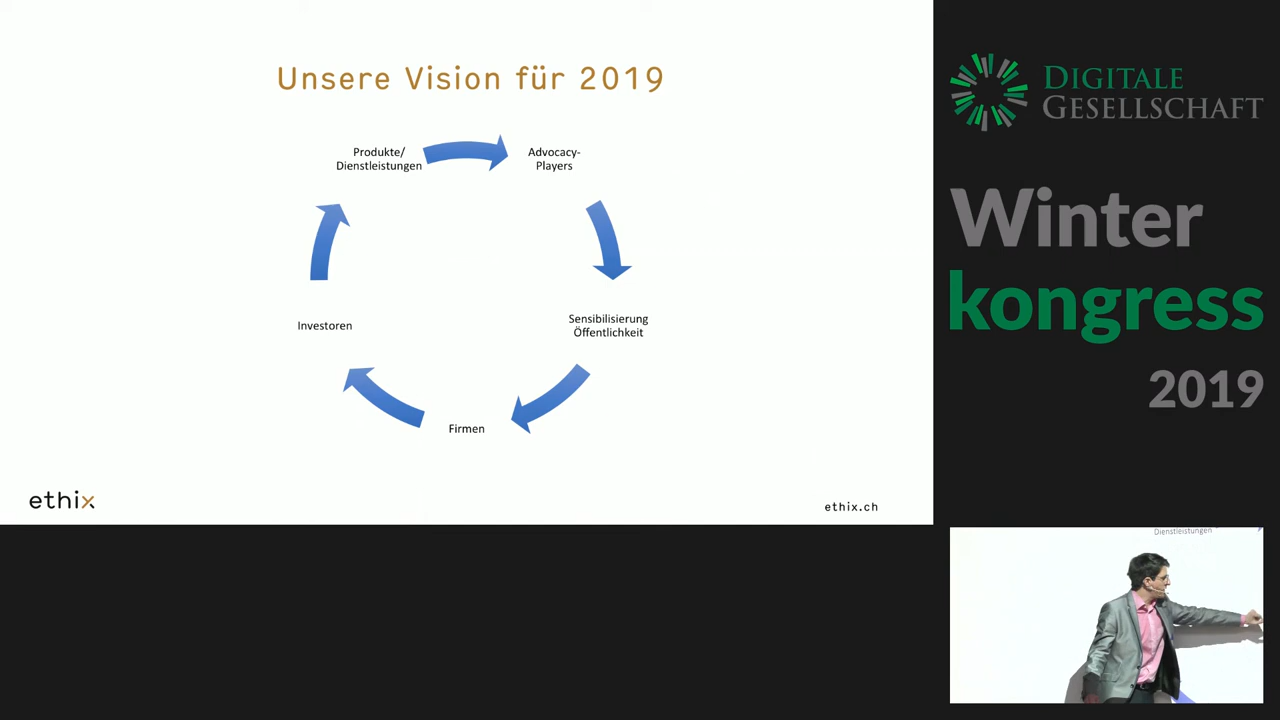 Unsere Vision für 2019
Produkte/
Dienstleistungen
Advocacy-
Players
Sensibilisierung
Öffentlichkeit
Firmen
Investoren
ethix
ethix.ch
DIGITALE
GESELLSCHAFT
Winter
kongress
2019
Dienstleistungen